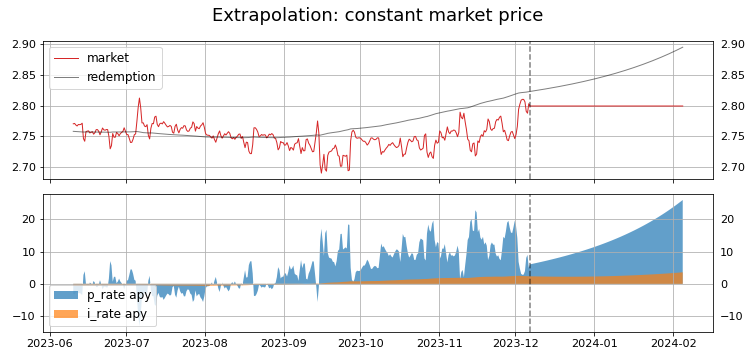 Extrapolation: constant market price
2.90 2.90
market
redemption
2.85 2.85
2.80 2.80
2.75 2.75
2.70 2.70
20 20
10 10
0 0
p_rate apy
i_rate apy
−10 −10
2023-06 2023-07 2023-08 2023-09 2023-10 2023-11 2023-12 2024-01 2024-02